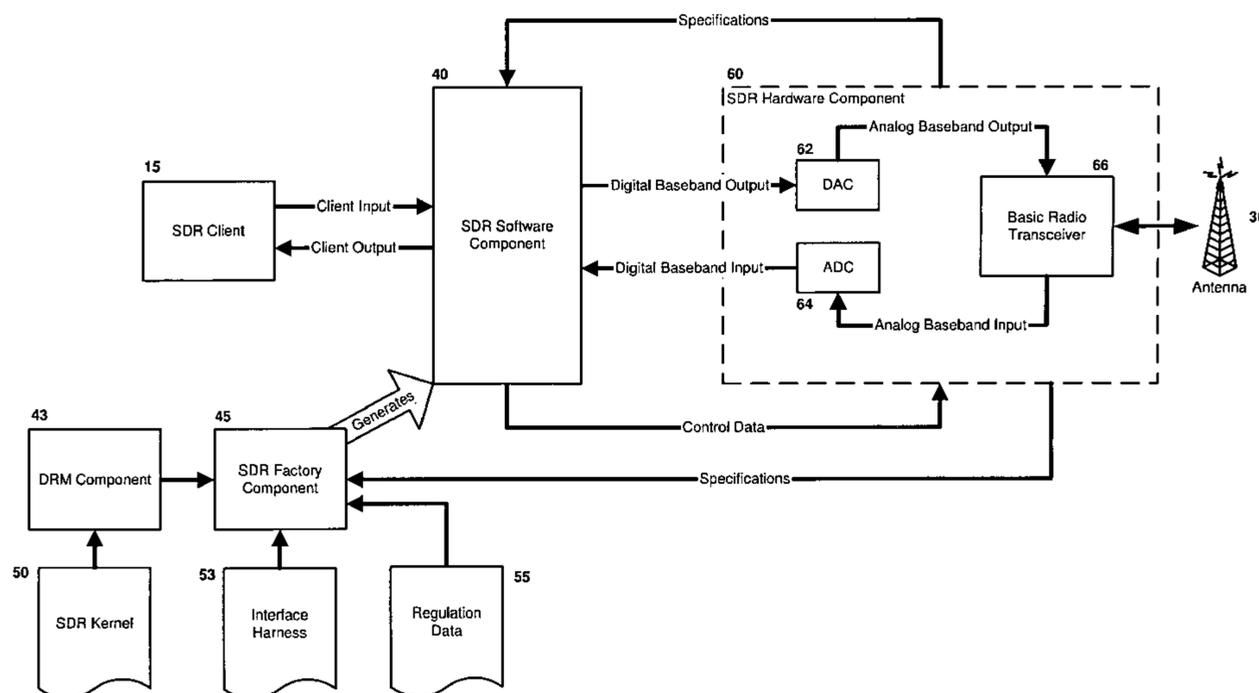 Specifications
40
60
SDR Hardware Component
Analog Baseband Output
62
66
15
DAC
Digital Baseband Output
SDR Client
Client Input
Client Output
SDR Software
Component
Basic Radio
Transceiver
Digital Baseband Input
ADC
64
Analog Baseband Input
Antenna
Generates
43
45
Control Data
DRM Component
SDR Factory
Component
Specifications
50
53
55
SDR Kernel
Interface
Harness
Regulation
Data